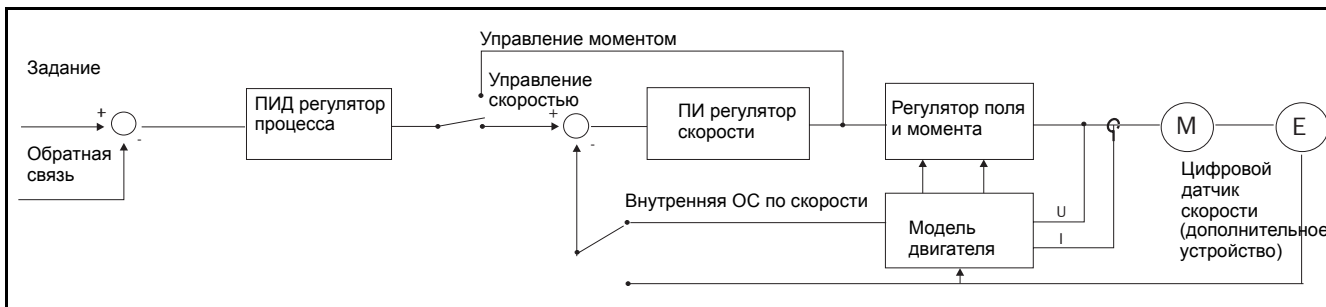 Управление моментом
Задание
Управление
скоростью
ПИД регулятор
процесса
ПИ регулятор
скорости
Регулятор поля
и момента
+
-
+
-
M
E
Обратная
связь
Внутренняя ОС по скорости
Модель
двигателя
U
I
Цифровой
датчик
скорости
(дополнительное
устройство)